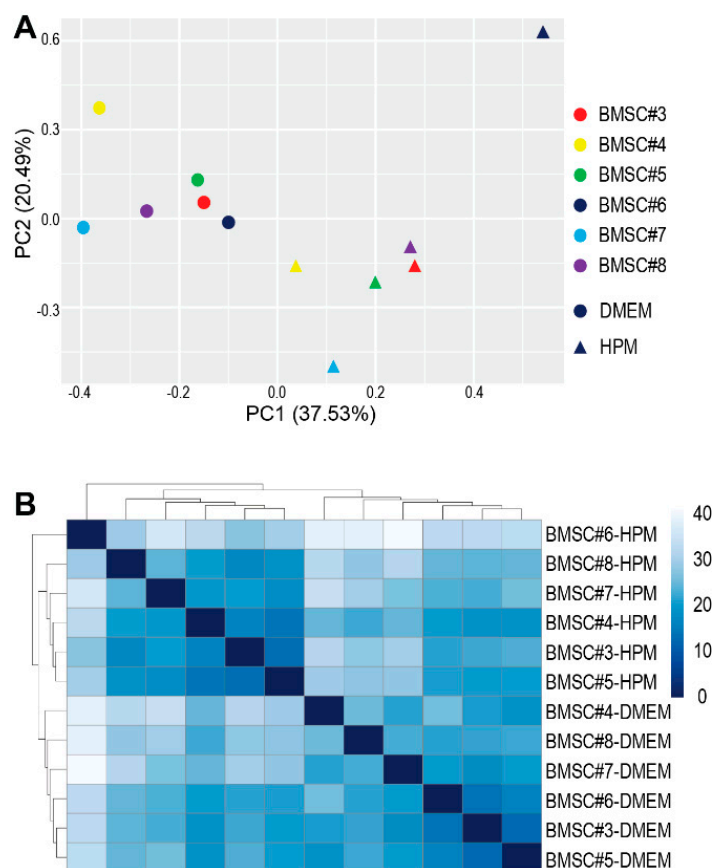 A
0.6
0.3
0.0
-0.3
PC2 (20.49%)
-0.4
-0.2
0.0
0.2
0.4
PC1 (37.53%)
BMSC#3
BMSC#4
BMSC#5
BMSC#6
BMSC#7
BMSC#8
DMEM
HPM
B
BMSC#6-HPM
BMSC#8-HPM
BMSC#7-HPM
BMSC#4-HPM
BMSC#3-HPM
BMSC#5-HPM
BMSC#4-DMEM
BMSC#8-DMEM
BMSC#7-DMEM
BMSC#6-DMEM
BMSC#3-DMEM
BMSC#5-DMEM
40
30
20
10
0